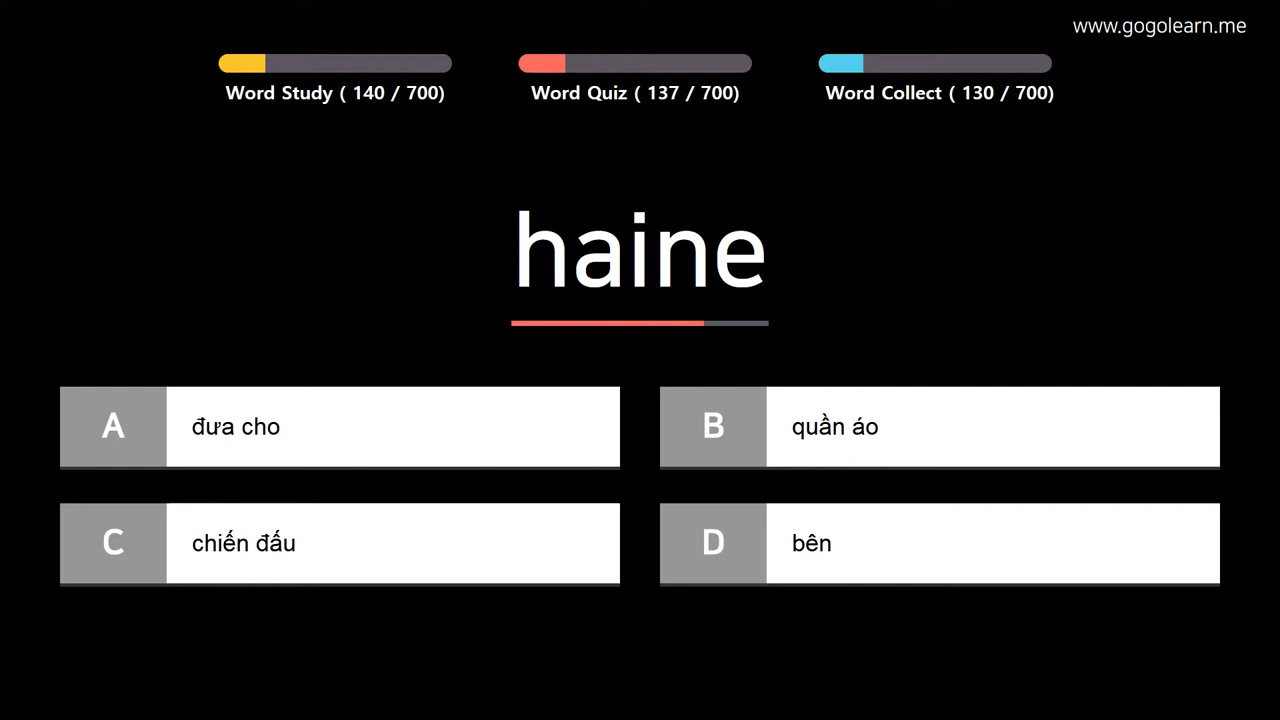 www.gogolearn.me
Word Study ( 140 / 700)
Word Quiz ( 137 / 700)
Word Collect ( 130 / 700)
haine
A đưa cho
B quần áo
C chiến đấu
D bên